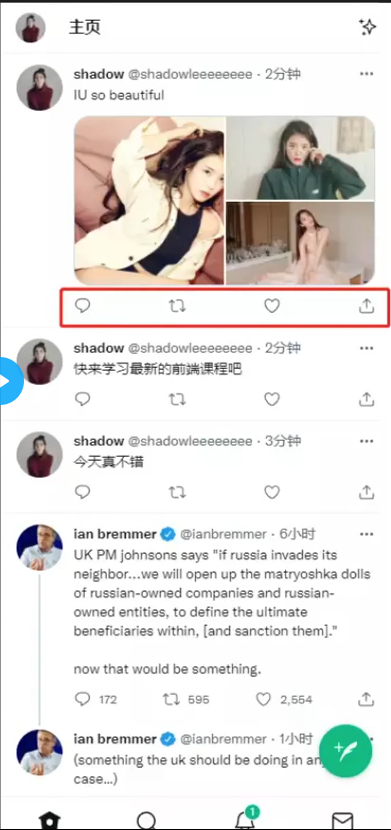 主页
shadow @shadowleeeeeeee · 2分钟
IU so beautiful
shadow @shadowleeeeeeee · 2分钟
快来学习最新的前端课程吧
shadow @shadowleeeeeeee · 3分钟
今天真不错
ian bremmer @ianbremmer · 6小时
UK PM johnsons says "if russia invades its
neighbor...we will open up the matryoshka dolls
of russian-owned companies and russian-
owned entities, to define the ultimate
beneficiaries within, [and sanction them]."
now that would be something.
172 595 2,554
ian bremmer @ianbremmer · 1小时
(something the uk should be doing in
case...)
1